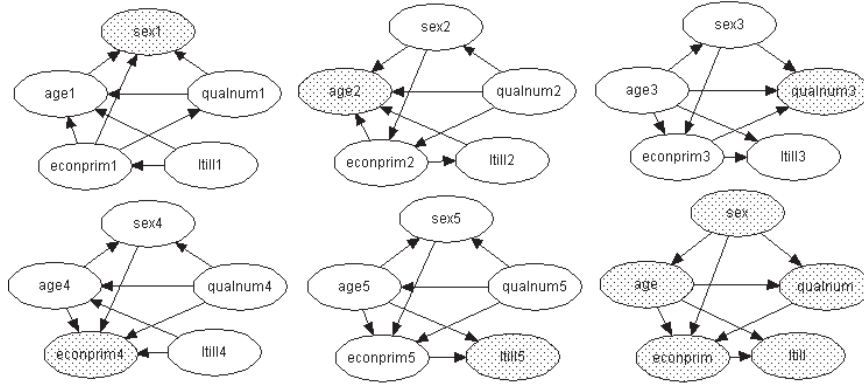 sex1
age1
qualnum1
econprim1
ltill1
sex2
age2
qualnum2
econprim2
ltill2
sex3
age3
qualnum3
econprim3
ltill3
sex4
age4
qualnum4
econprim4
ltill4
sex5
age5
qualnum5
econprim5
ltill5
sex
age
qualnum
econprim
ltill